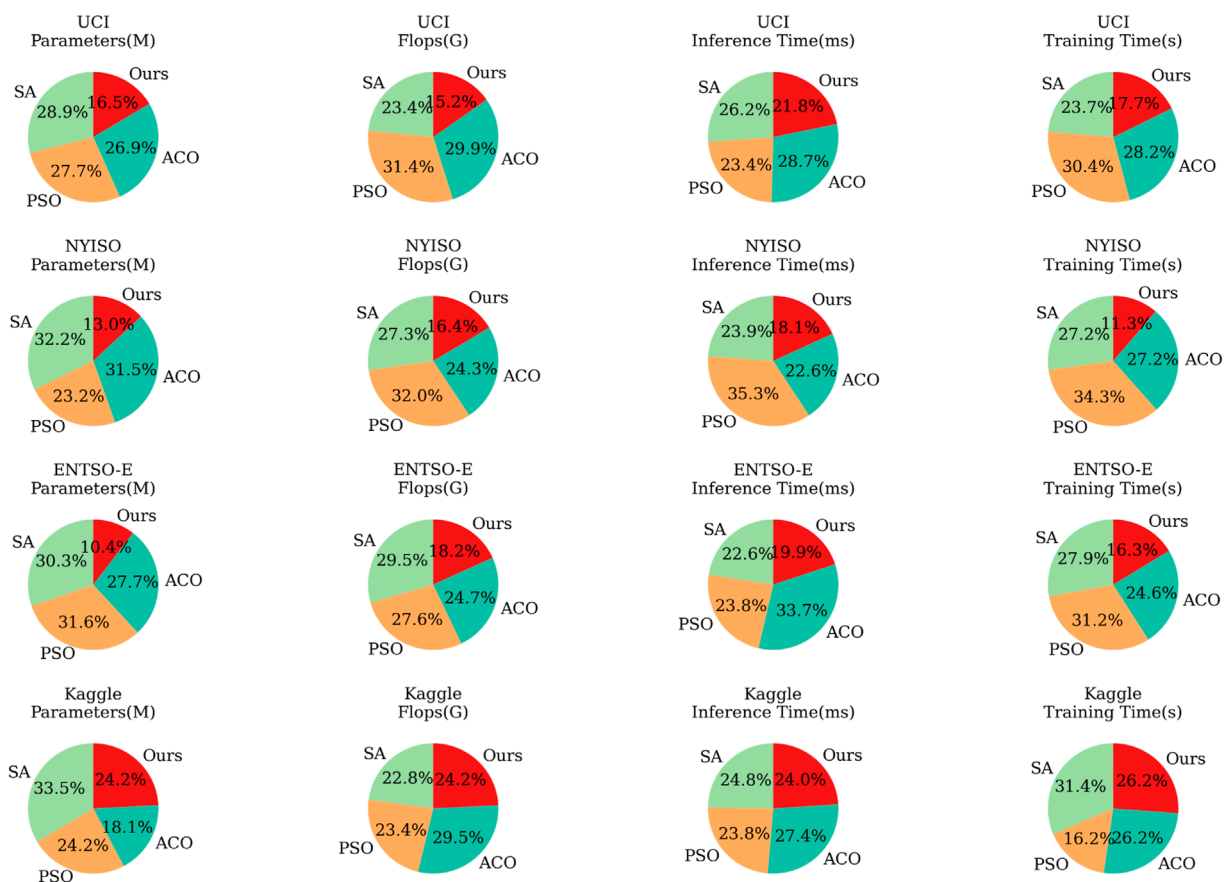 UCI
Parameters(M)
SA
Ours
28.9%
16.5%
27.7%
26.9%
PSO
ACO
UCI
Flops(G)
SA
Ours
23.4%
15.2%
31.4%
29.9%
PSO
ACO
UCI
Inference Time(ms)
SA
Ours
26.2%
21.8%
23.4%
28.7%
PSO
ACO
UCI
Training Time(s)
SA
Ours
23.7%
17.7%
30.4%
28.2%
PSO
ACO
NYISO
Parameters(M)
SA
Ours
32.2%
13.0%
23.2%
31.5%
PSO
ACO
NYISO
Flops(G)
SA
Ours
27.3%
16.4%
32.0%
24.3%
PSO
ACO
NYISO
Inference Time(ms)
SA
Ours
23.9%
18.1%
35.3%
22.6%
PSO
ACO
NYISO
Training Time(s)
SA
Ours
27.2%
11.3%
34.3%
27.2%
PSO
ACO
ENTSO-E
Parameters(M)
SA
Ours
30.3%
10.4%
31.6%
27.7%
PSO
ACO
ENTSO-E
Flops(G)
SA
Ours
29.5%
18.2%
27.6%
24.7%
PSO
ACO
ENTSO-E
Inference Time(ms)
SA
Ours
22.6%
19.9%
23.8%
33.7%
PSO
ACO
ENTSO-E
Training Time(s)
SA
Ours
27.9%
16.3%
31.2%
24.6%
PSO
ACO
Kaggle
Parameters(M)
SA
Ours
33.5%
24.2%
24.2%
18.1%
PSO
ACO
Kaggle
Flops(G)
SA
Ours
22.8%
24.2%
23.4%
29.5%
PSO
ACO
Kaggle
Inference Time(ms)
SA
Ours
24.8%
24.0%
23.8%
27.4%
PSO
ACO
Kaggle
Training Time(s)
SA
Ours
31.4%
26.2%
16.2%
26.2%
PSO
ACO